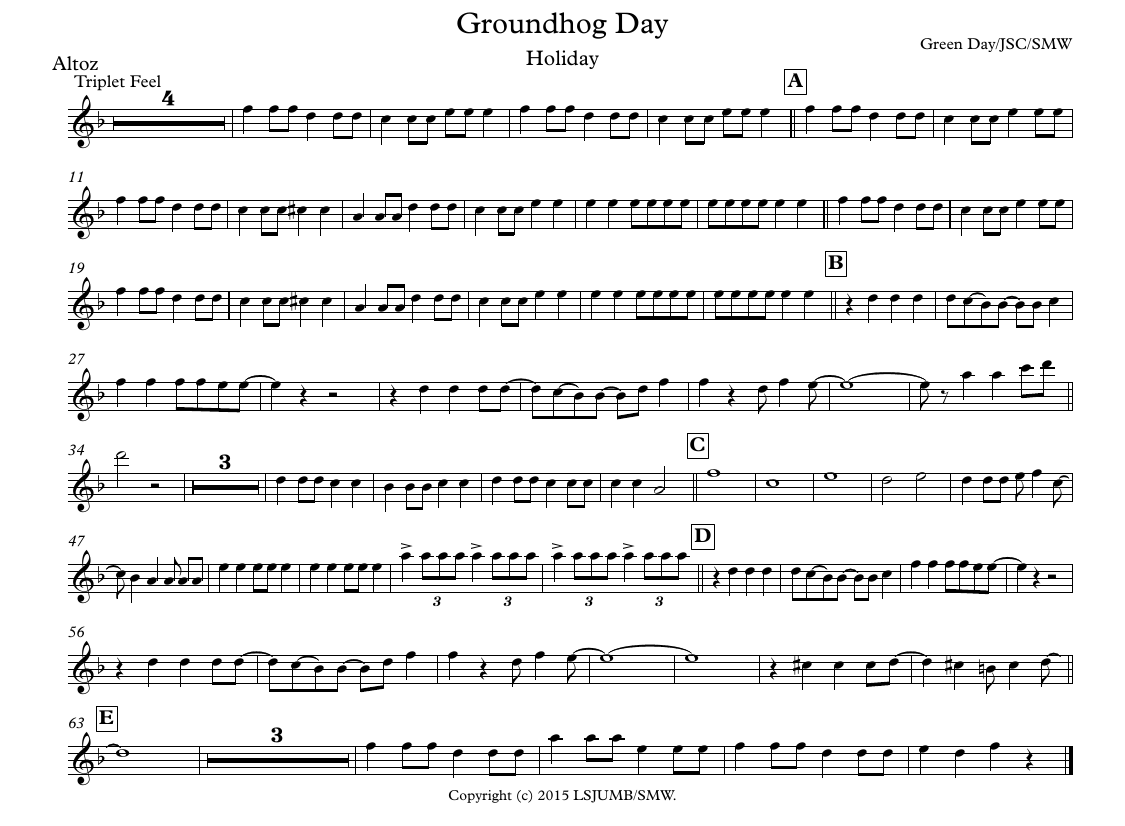 Groundhog Day
Holiday
Green Day/JSC/SMW
Altoz
Triplet Feel
4
A
11
19
B
27
34
3
C
47
3 3 3 3
D
56
63
E
3
Copyright (c) 2015 LSJUMB/SMW.